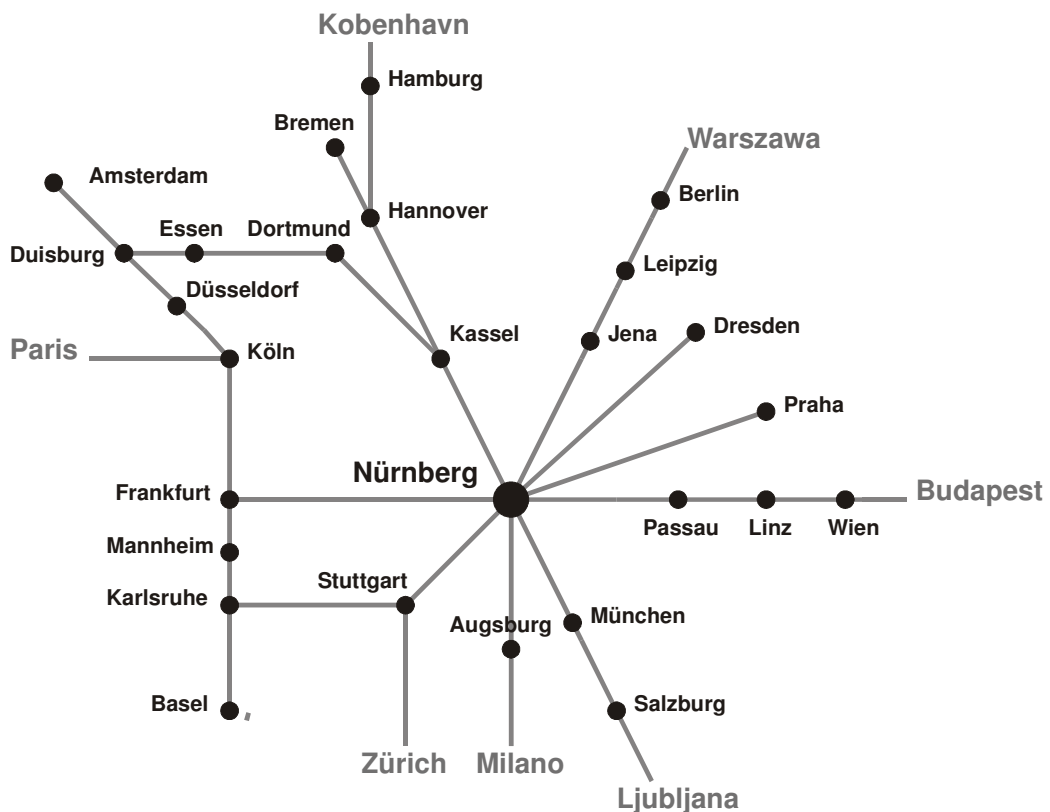 Kobenhavn
Hamburg
Bremen
Warszawa
Amsterdam
Berlin
Hannover
Essen
Dortmund
Duisburg
Leipzig
Düsseldorf
Dresden
Kassel
Jena
Paris
Köln
Praha
Nürnberg
Frankfurt
Budapest
Passau
Linz
Wien
Mannheim
Stuttgart
Karlsruhe
München
Augsburg
Basel
Salzburg
Zürich
Milano
Ljubljana